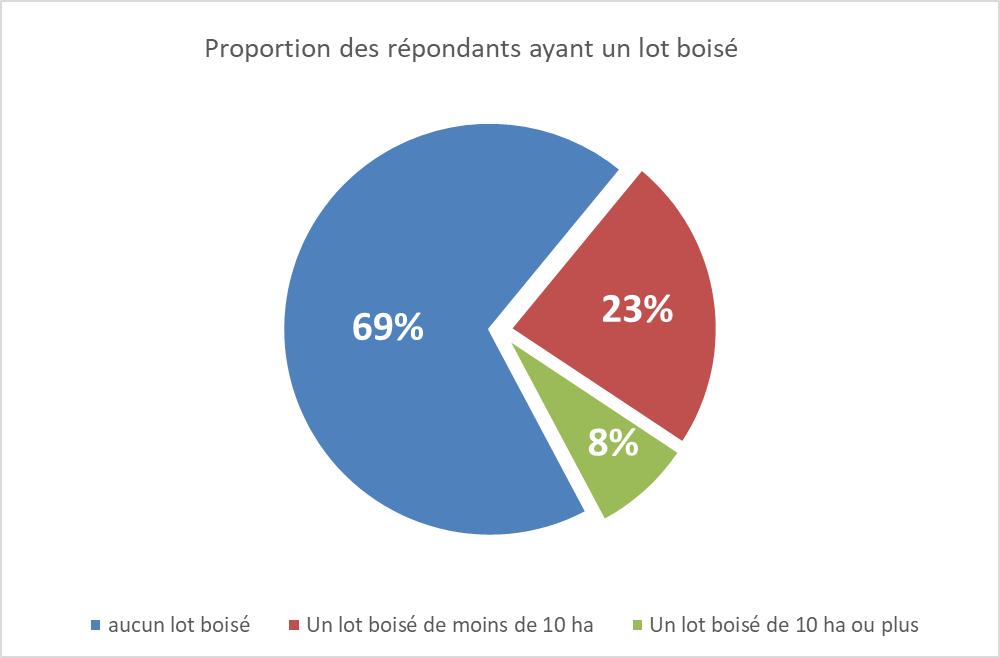 Proportion des répondants ayant un lot boisé
69%
23%
8%
aucun lot boisé Un lot boisé de moins de 10 ha Un lot boisé de 10 ha ou plus